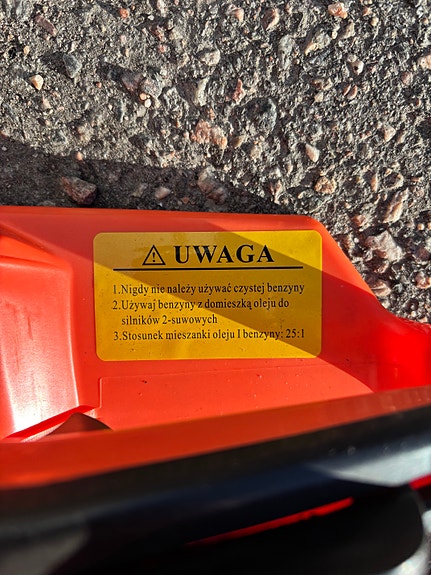 ⚠ UWAGA
1.Nigdy nie należy używać czystej benzyny
2.Używaj benzyny z domieszką oleju do
silników 2-suwowych
3.Stosunek mieszanki oleju I benzyny: 25:1